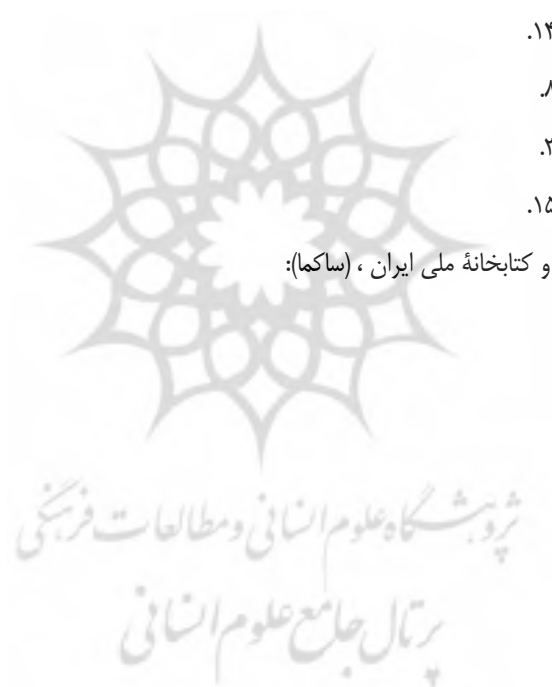 .۱۴
.۸
.۲
.۱۵
و کتابخانهٔ ملی ایران ، (ساکما):
پژوهشگاه علوم انسانی و مطالعات فرهنگی
پرتال جامع علوم انسانی